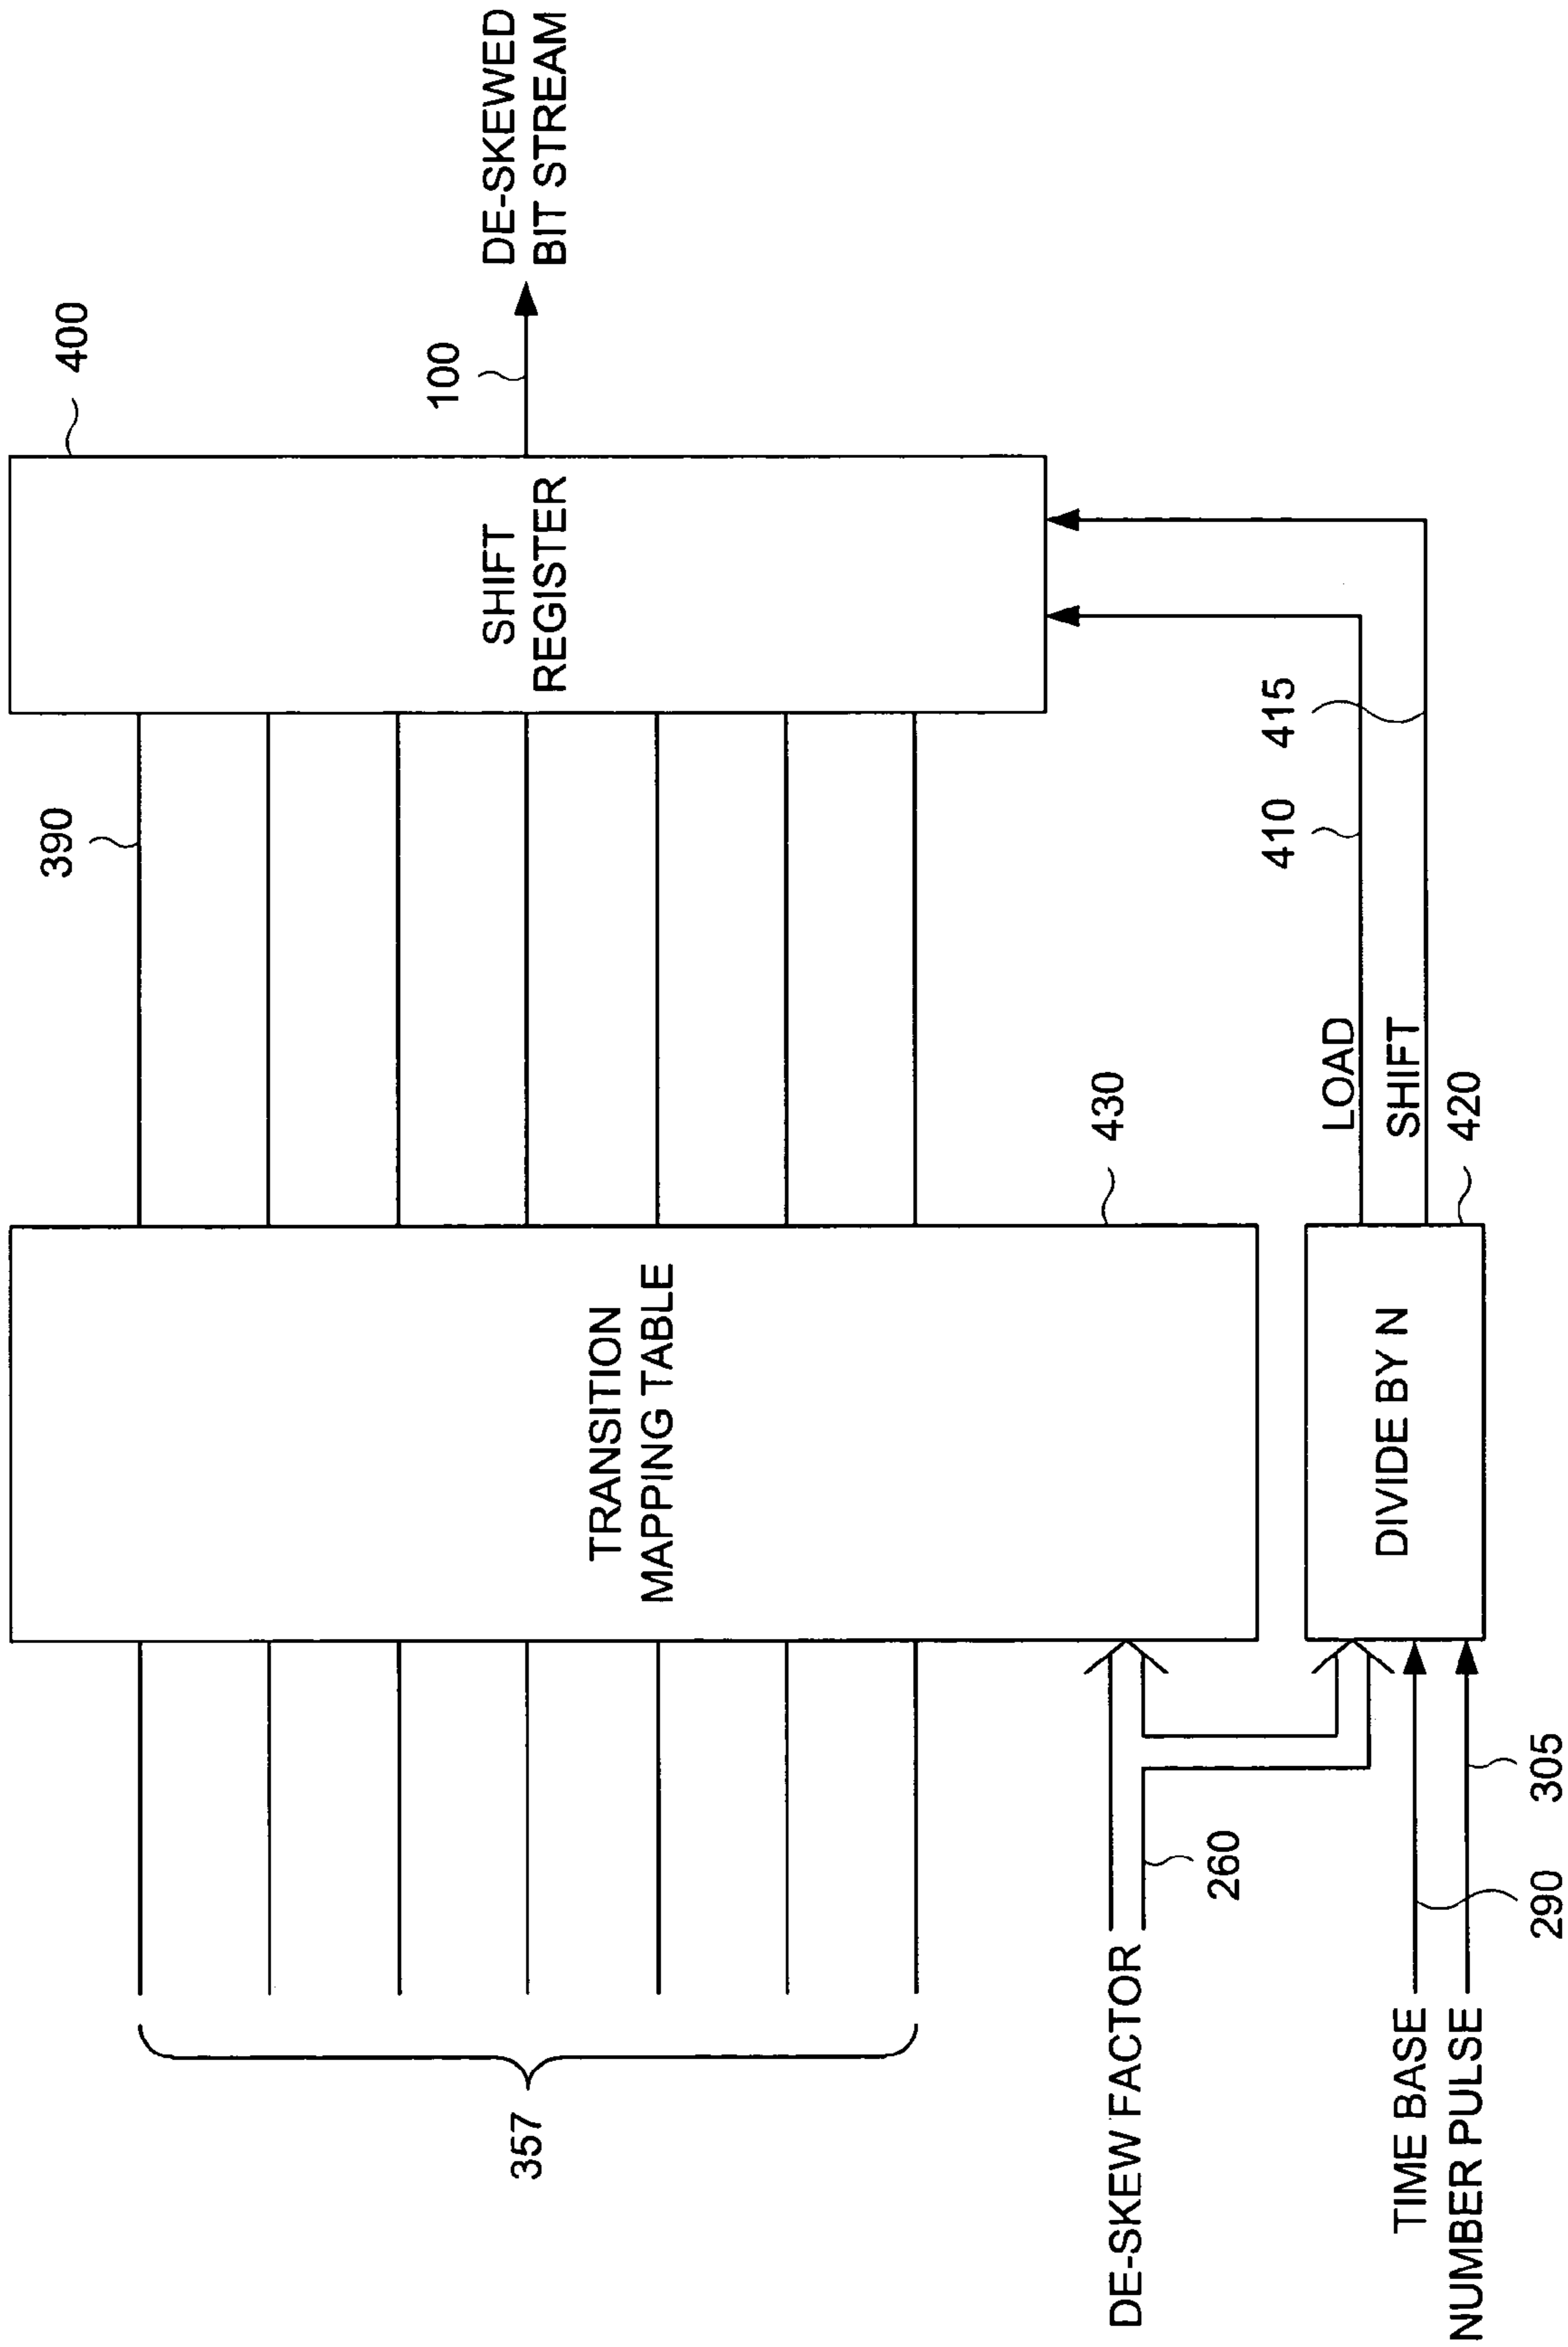 357
TRANSITION
MAPPING TABLE
430
390
SHIFT
REGISTER
400
100
DE-SKEWED
BIT STREAM
DE-SKEW FACTOR
260
TIME BASE
NUMBER PULSE
290
305
DIVIDE BY N
420
LOAD
SHIFT
410
415